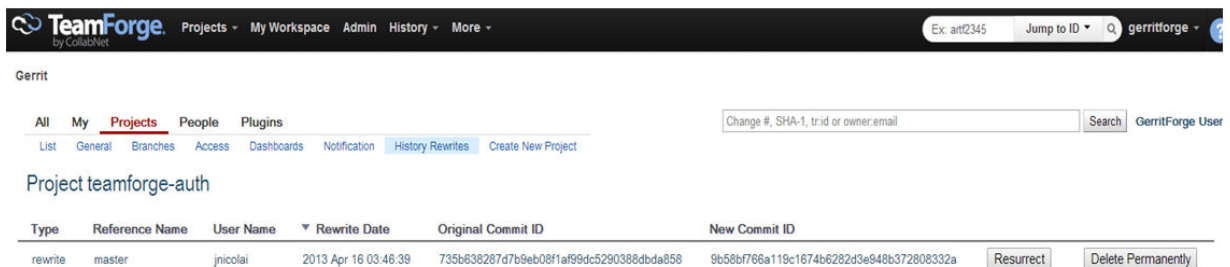 TeamForge. Projects My Workspace Admin History More Ex: artf2345 Jump to ID gerritforge ?
by CollabNet
Gerrit
All My Projects People Plugins Change #, SHA-1, tr:id or owner:email Search GerritForge User
List General Branches Access Dashboards Notification History Rewrites Create New Project
Project teamforge-auth
Type Reference Name User Name Rewrite Date Original Commit ID New Commit ID
rewrite master jnicolai 2013 Apr 16 03:46:39 735b638287d7b9eb08f1af99dc5290388dbda858 9b58bf766a119c1674b6282d3e948b372808332a Resurrect Delete Permanently